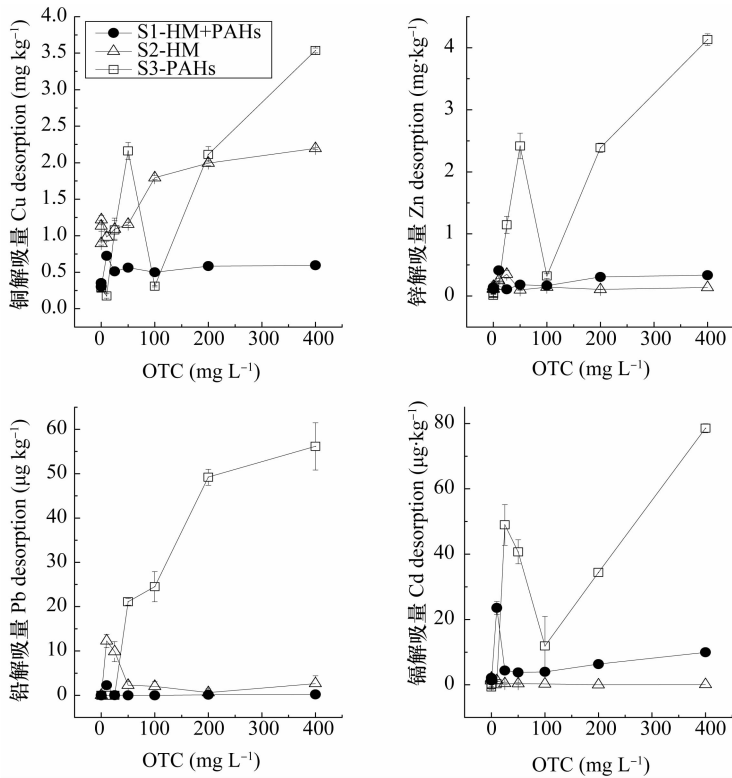 S1-HM+PAHs
S2-HM
S3-PAHs
铜解吸量 Cu desorption (mg kg⁻¹)
4.0
3.5
3.0
2.5
2.0
1.5
1.0
0.5
0.0
0 100 200 300 400
OTC (mg L⁻¹)
锌解吸量 Zn desorption (mg·kg⁻¹)
4
2
0
0 100 200 300 400
OTC (mg L⁻¹)
铅解吸量 Pb desorption (μg kg⁻¹)
60
50
40
30
20
10
0
0 100 200 300 400
OTC (mg L⁻¹)
镉解吸量 Cd desorption (μg·kg⁻¹)
80
60
40
20
0
0 100 200 300 400
OTC (mg L⁻¹)